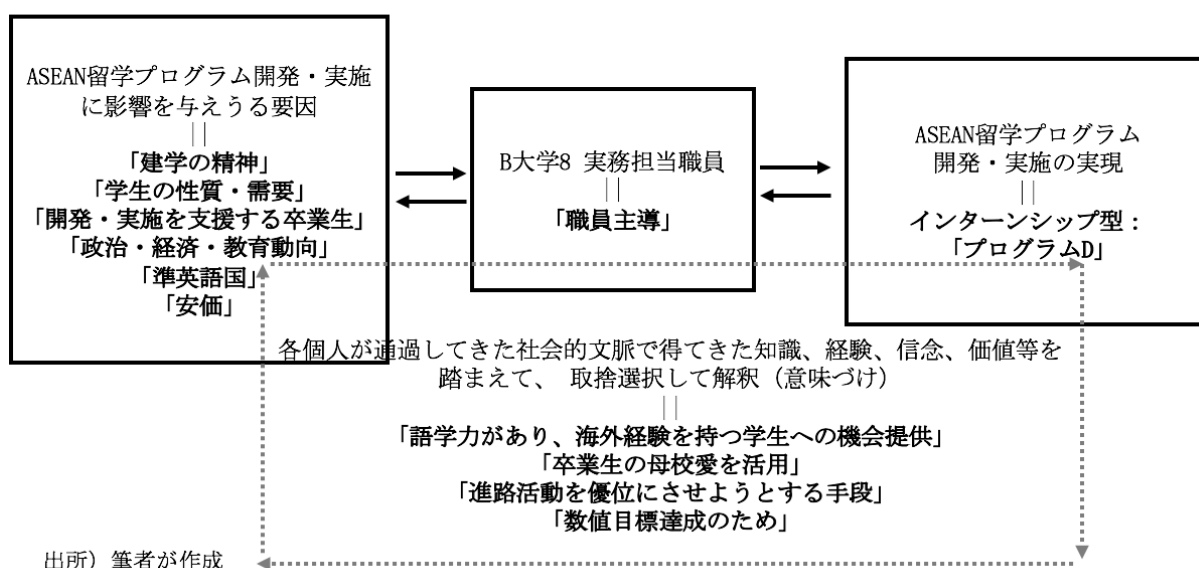 ASEAN留学プログラム開発・実施
に影響を与えうる要因
||
「建学の精神」
「学生の性質・需要」
「開発・実施を支援する卒業生」
「政治・経済・教育動向」
「準英語国」
「安価」
B大学8 実務担当職員
||
「職員主導」
ASEAN留学プログラム
開発・実施の実現
||
インターンシップ型：
「プログラムD」
各個人が通過してきた社会的文脈で得てきた知識、経験、信念、価値等を
踏まえて、 取捨選択して解釈（意味づけ）
||
「語学力があり、海外経験を持つ学生への機会提供」
「卒業生の母校愛を活用」
「進路活動を優位にさせようとする手段」
「数値目標達成のため」
出所）筆者が作成